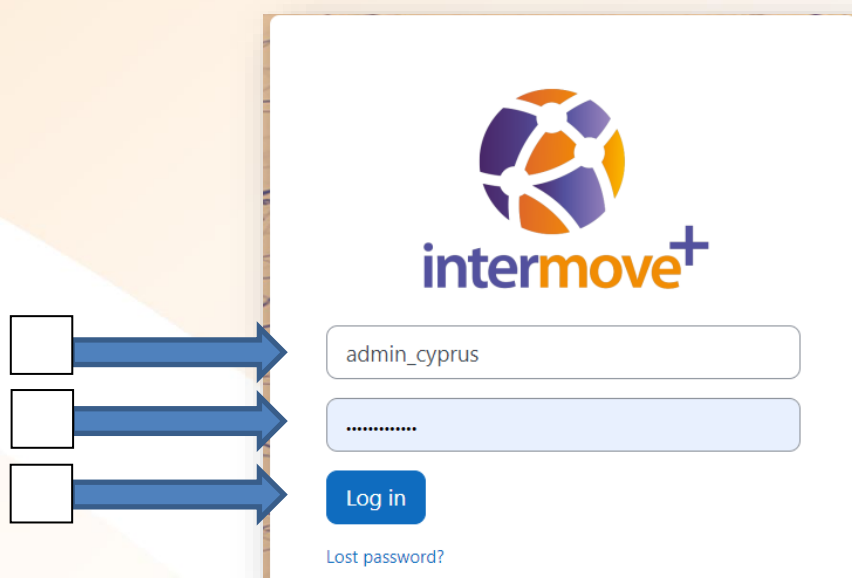 intermove+
admin_cyprus
•••••••••••••
Log in
Lost password?